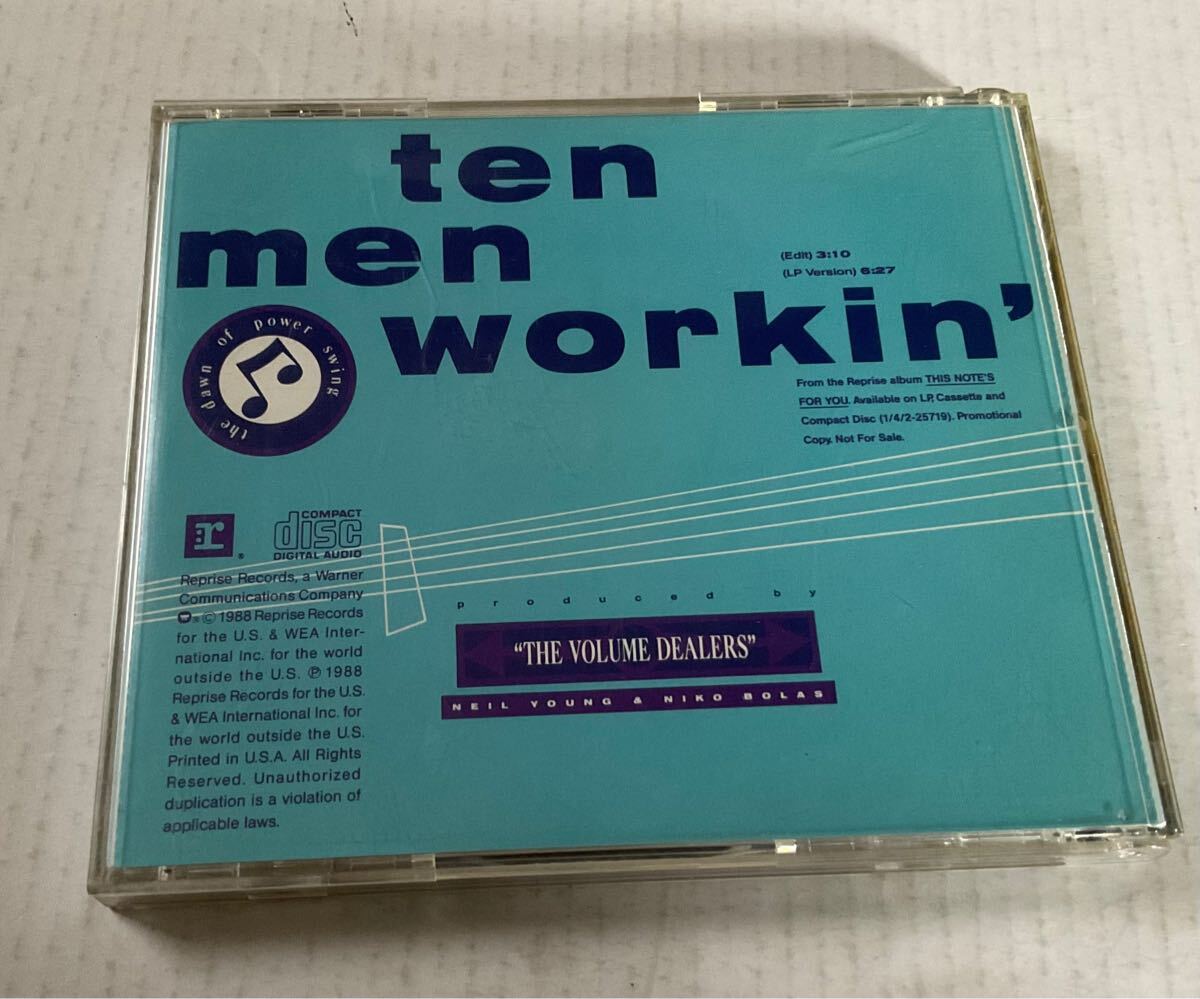 ten
men
workin’
(Edit) 3:10
(LP Version) 6:27
the dawn of power swing
From the Reprise album THIS NOTE'S
FOR YOU. Available on LP, Cassette and
Compact Disc (1/4/2-25719). Promotional
Copy. Not For Sale.
r ®
COMPACT
disc
DIGITAL AUDIO
Reprise Records, a Warner
Communications Company
® © 1988 Reprise Records
for the U.S. & WEA Inter-
national Inc. for the world
outside the U.S. ℗ 1988
Reprise Records for the U.S.
& WEA International Inc. for
the world outside the U.S.
Printed in U.S.A. All Rights
Reserved. Unauthorized
duplication is a violation of
applicable laws.
produced by
“THE VOLUME DEALERS”
NEIL YOUNG & NIKO BOLAS